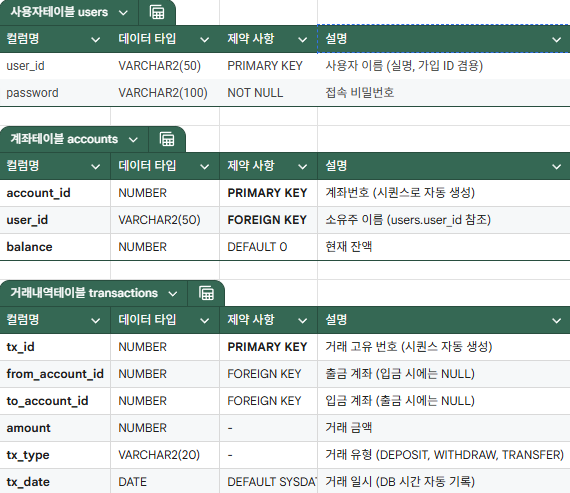 사용자테이블 users
컬럼명 데이터 타입 제약 사항 설명
user_id VARCHAR2(50) PRIMARY KEY 사용자 이름 (실명, 가입 ID 겸용)
password VARCHAR2(100) NOT NULL 접속 비밀번호
계좌테이블 accounts
컬럼명 데이터 타입 제약 사항 설명
account_id NUMBER PRIMARY KEY 계좌번호 (시퀀스로 자동 생성)
user_id VARCHAR2(50) FOREIGN KEY 소유주 이름 (users.user_id 참조)
balance NUMBER DEFAULT 0 현재 잔액
거래내역테이블 transactions
컬럼명 데이터 타입 제약 사항 설명
tx_id NUMBER PRIMARY KEY 거래 고유 번호 (시퀀스 자동 생성)
from_account_id NUMBER FOREIGN KEY 출금 계좌 (입금 시에는 NULL)
to_account_id NUMBER FOREIGN KEY 입금 계좌 (출금 시에는 NULL)
amount NUMBER - 거래 금액
tx_type VARCHAR2(20) - 거래 유형 (DEPOSIT, WITHDRAW, TRANSFER)
tx_date DATE DEFAULT SYSDA 거래 일시 (DB 시간 자동 기록)